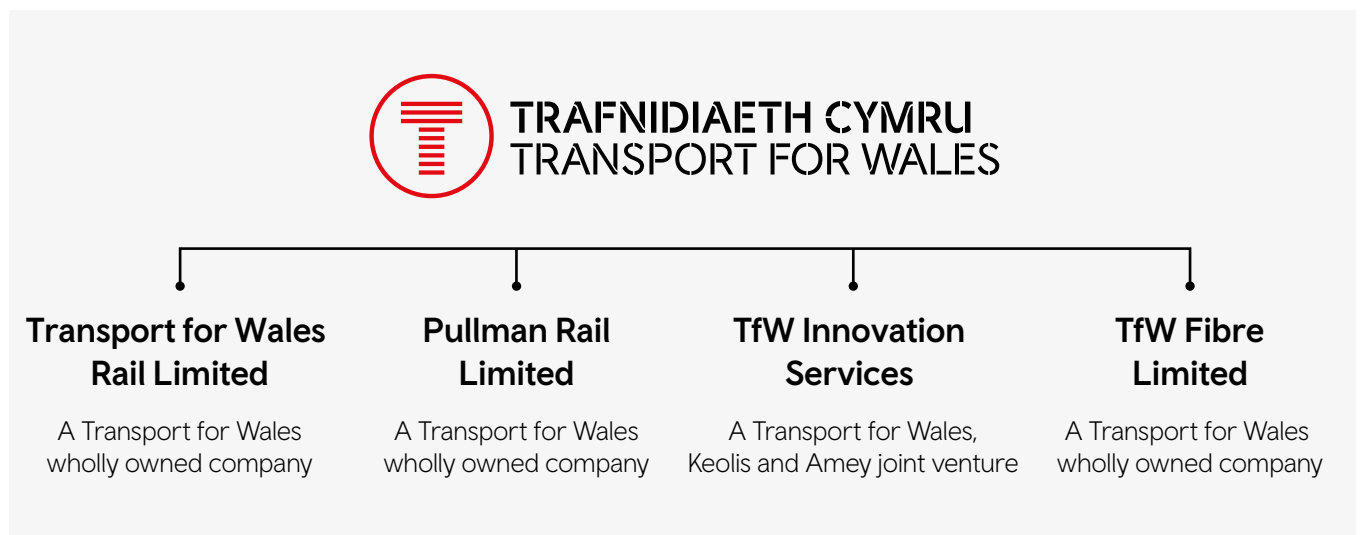 TRAFNIDIAETH CYMRU
TRANSPORT FOR WALES
Transport for Wales
Rail Limited
A Transport for Wales
wholly owned company
Pullman Rail
Limited
A Transport for Wales
wholly owned company
TfW Innovation
Services
A Transport for Wales,
Keolis and Amey joint venture
TfW Fibre
Limited
A Transport for Wales
wholly owned company